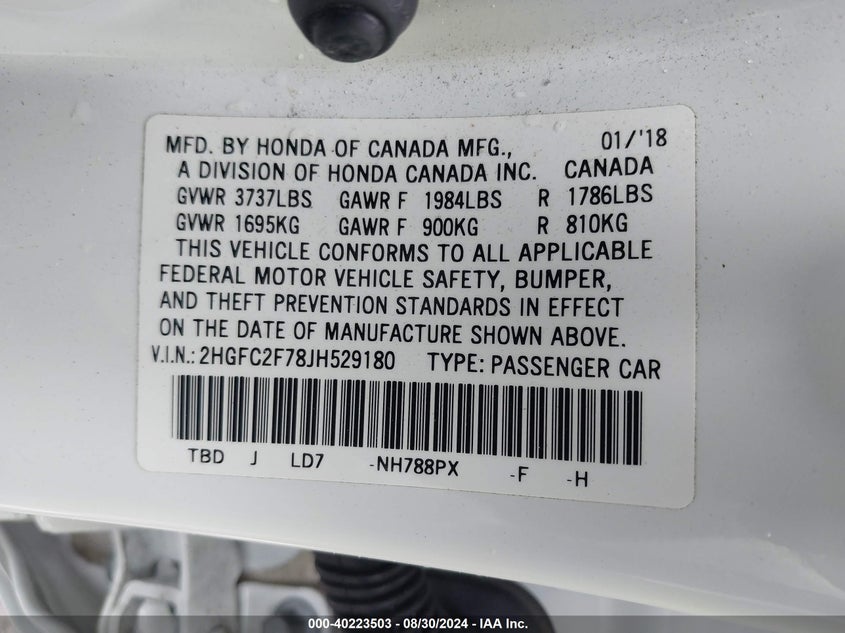 MFD. BY HONDA OF CANADA MFG., 01/'18
A DIVISION OF HONDA CANADA INC. CANADA
GVWR 3737LBS GAWR F 1984LBS R 1786LBS
GVWR 1695KG GAWR F 900KG R 810KG
THIS VEHICLE CONFORMS TO ALL APPLICABLE
FEDERAL MOTOR VEHICLE SAFETY, BUMPER,
AND THEFT PREVENTION STANDARDS IN EFFECT
ON THE DATE OF MANUFACTURE SHOWN ABOVE.
V.I.N.: 2HGFC2F78JH529180 TYPE: PASSENGER CAR
TBD J LD7 -NH788PX -F -H
000-40223503 - 08/30/2024 - IAA Inc.